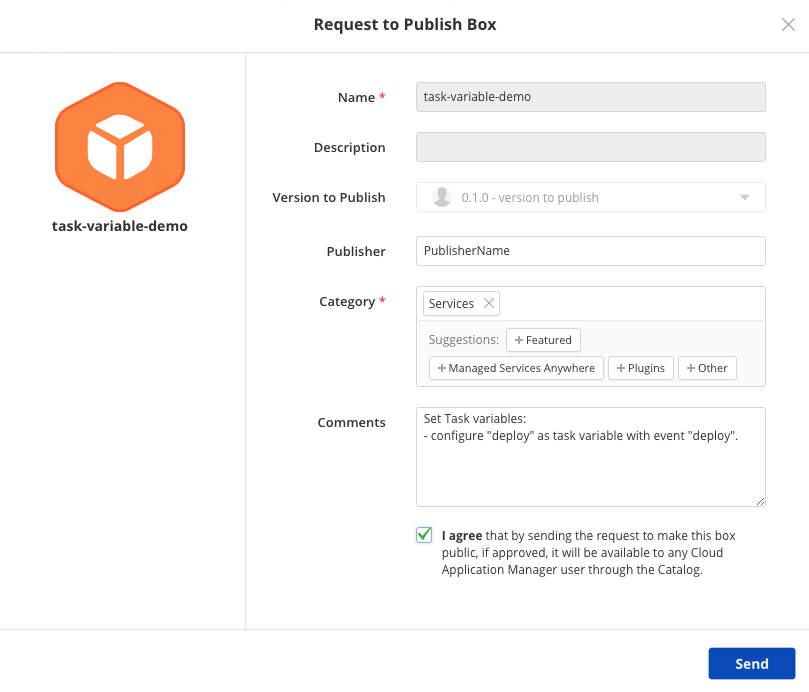 Request to Publish Box
task-variable-demo
Name *
task-variable-demo
Description
Version to Publish
0.1.0 - version to publish
Publisher
PublisherName
Category *
Services
Suggestions:
Featured
Managed Services Anywhere
Plugins
Other
Comments
Set Task variables:
- configure "deploy" as task variable with event "deploy".
I agree that by sending the request to make this box
public, if approved, it will be available to any Cloud
Application Manager user through the Catalog.
Send